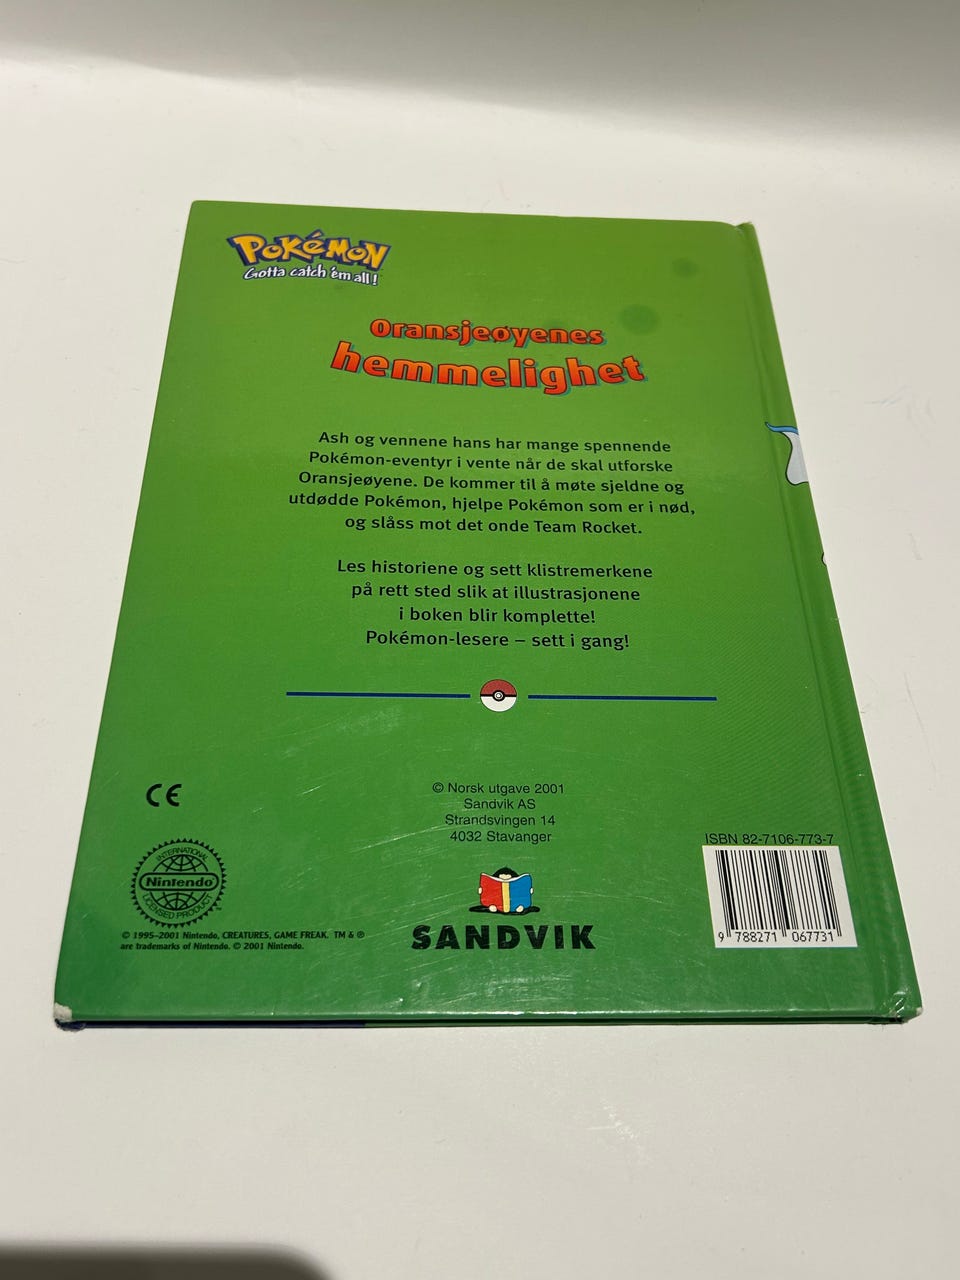 POKéMON
Gotta catch 'em all!
Oransjeøyenes
hemmelighet
Ash og vennene hans har mange spennende
Pokémon-eventyr i vente når de skal utforske
Oransjeøyene. De kommer til å møte sjeldne og
utdødde Pokémon, hjelpe Pokémon som er i nød,
og slåss mot det onde Team Rocket.
Les historiene og sett klistremerkene
på rett sted slik at illustrasjonene
i boken blir komplette!
Pokémon-lesere – sett i gang!
CE
© Norsk utgave 2001
Sandvik AS
Strandsvingen 14
4032 Stavanger
INTERNATIONAL
Nintendo
LICENSED PRODUCT
© 1995–2001 Nintendo, CREATURES, GAME FREAK. TM & ®
are trademarks of Nintendo. © 2001 Nintendo.
SANDVIK
ISBN 82-7106-773-7
9 788271 067731